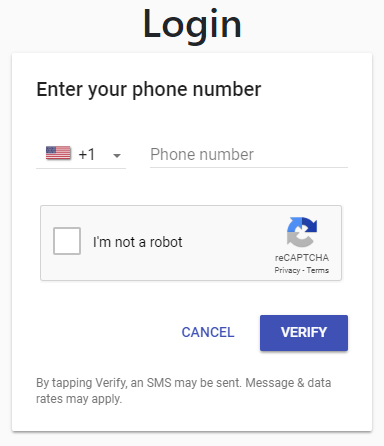 Login
Enter your phone number
+1
Phone number
I'm not a robot
reCAPTCHA
Privacy - Terms
CANCEL
VERIFY
By tapping Verify, an SMS may be sent. Message & data
rates may apply.